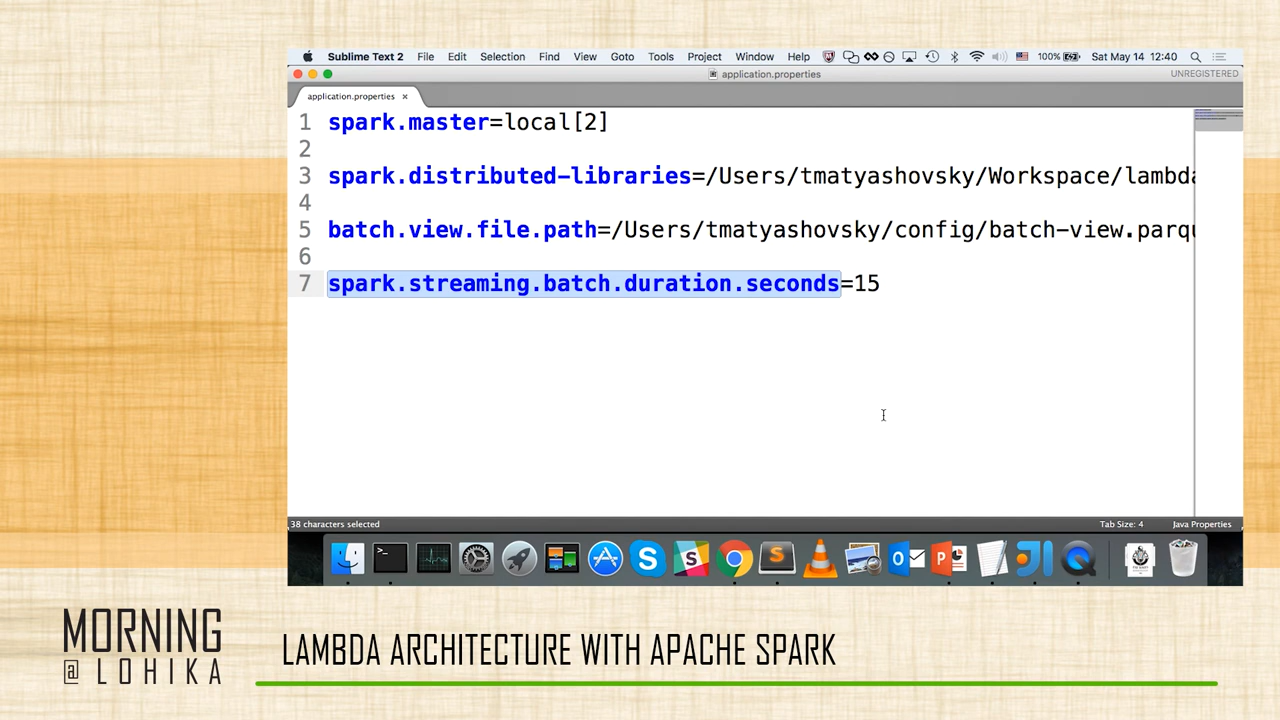 Sublime Text 2 File Edit Selection Find View Goto Tools Project Window Help 100% Sat May 14 12:40
application.properties UNREGISTERED
application.properties ×
1 spark.master=local[2]
2
3 spark.distributed-libraries=/Users/tmatyashovsky/Workspace/lambda
4
5 batch.view.file.path=/Users/tmatyashovsky/config/batch-view.parqu
6
7 spark.streaming.batch.duration.seconds=15
38 characters selected Tab Size: 4 Java Properties
MORNING
@ LOHIKA
LAMBDA ARCHITECTURE WITH APACHE SPARK